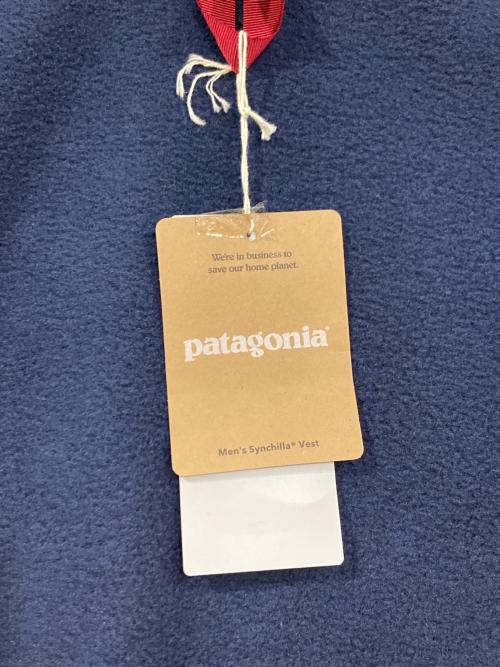 We're in business to
save our home planet.
patagonia®
Men's Synchilla® Vest